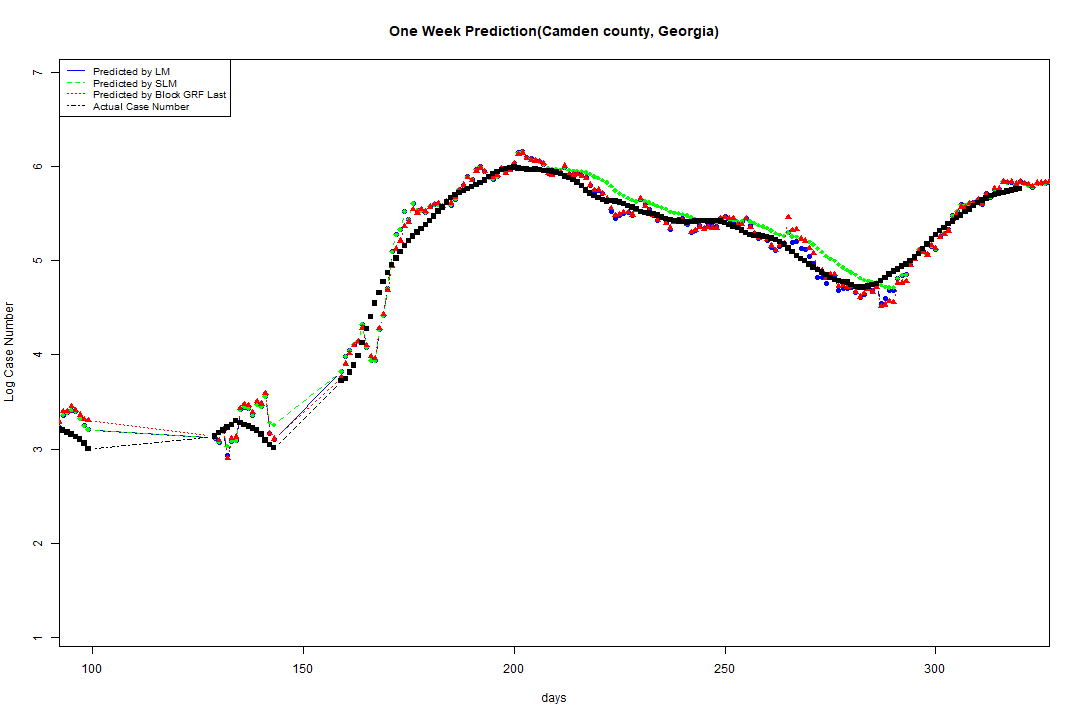 One Week Prediction(Camden county, Georgia)
Predicted by LM
Predicted by SLM
Predicted by Block GRF Last
Actual Case Number
7
6
5
4
3
2
1
Log Case Number
100
150
200
250
300
days